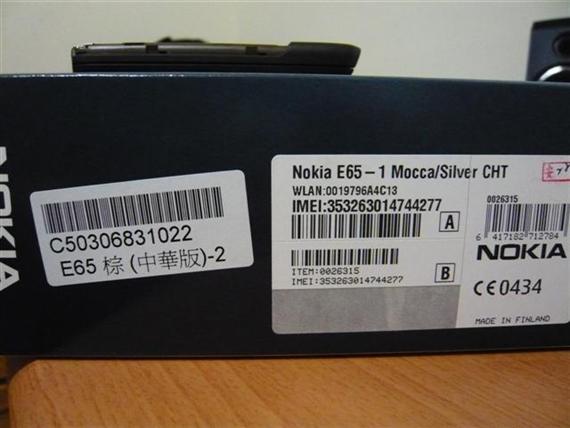 NOKIA
C50306831022
E65 棕 (中華版)-2
Nokia E65-1 Mocca/Silver CHT
WLAN:0019796A4C13
IMEI:353263014744277
A
ITEM:0026315
IMEI:353263014744277
B
0026315
6 417182 712784
NOKIA
CE0434
MADE IN FINLAND